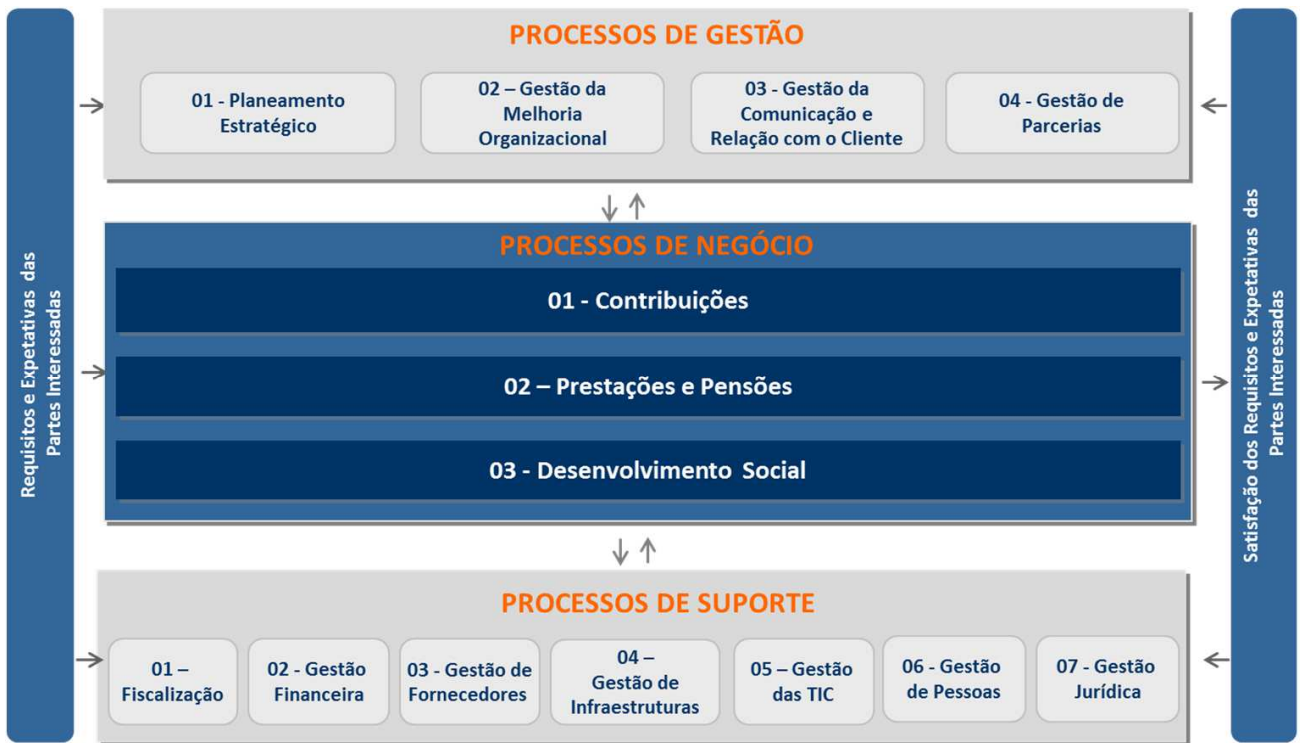 Requisitos e Expetativas das
Partes Interessadas
PROCESSOS DE GESTÃO
01 - Planeamento
Estratégico
02 – Gestão da
Melhoria
Organizacional
03 - Gestão da
Comunicação e
Relação com o Cliente
04 - Gestão de
Parcerias
PROCESSOS DE NEGÓCIO
01 - Contribuições
02 – Prestações e Pensões
03 - Desenvolvimento Social
PROCESSOS DE SUPORTE
01 –
Fiscalização
02 - Gestão
Financeira
03 - Gestão de
Fornecedores
04 –
Gestão de
Infraestruturas
05 – Gestão
das TIC
06 - Gestão
de Pessoas
07 - Gestão
Jurídica
Satisfação dos Requisitos e Expetativas das
Partes Interessadas